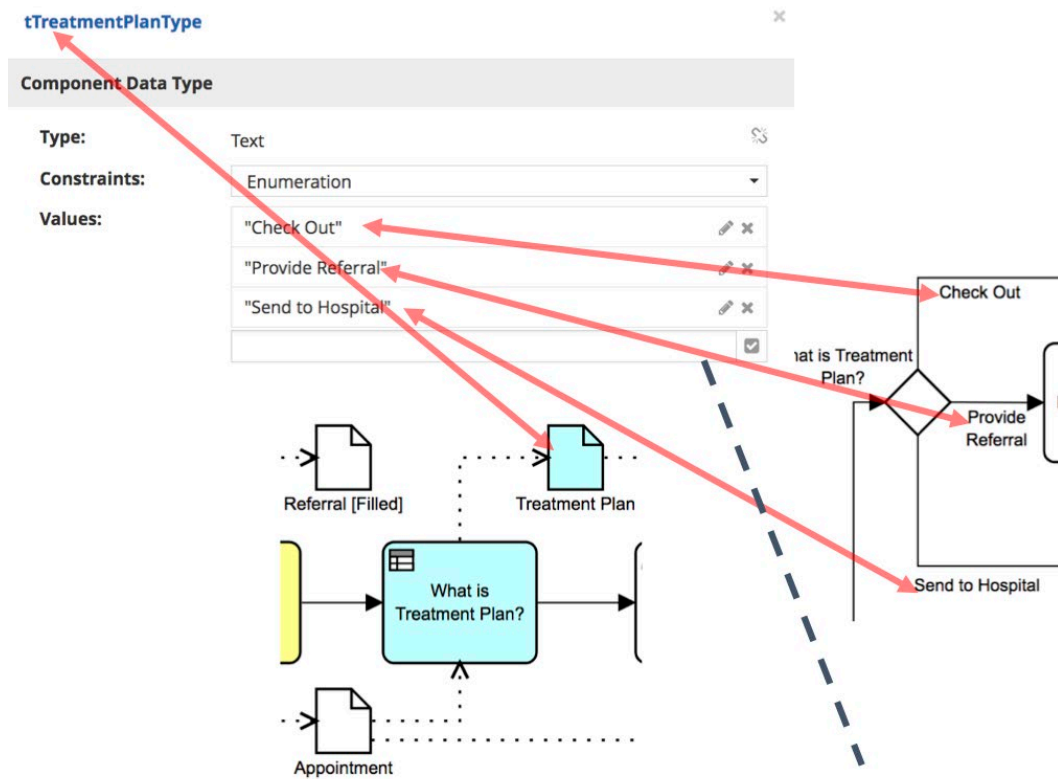 tTreatmentPlanType
Component Data Type
Type:
Text
Constraints:
Enumeration
Values:
"Check Out"
"Provide Referral"
"Send to Hospital"
Check Out
hat is Treatment
Plan?
Provide
Referral
Send to Hospital
Referral [Filled]
Treatment Plan
What is
Treatment Plan?
Appointment